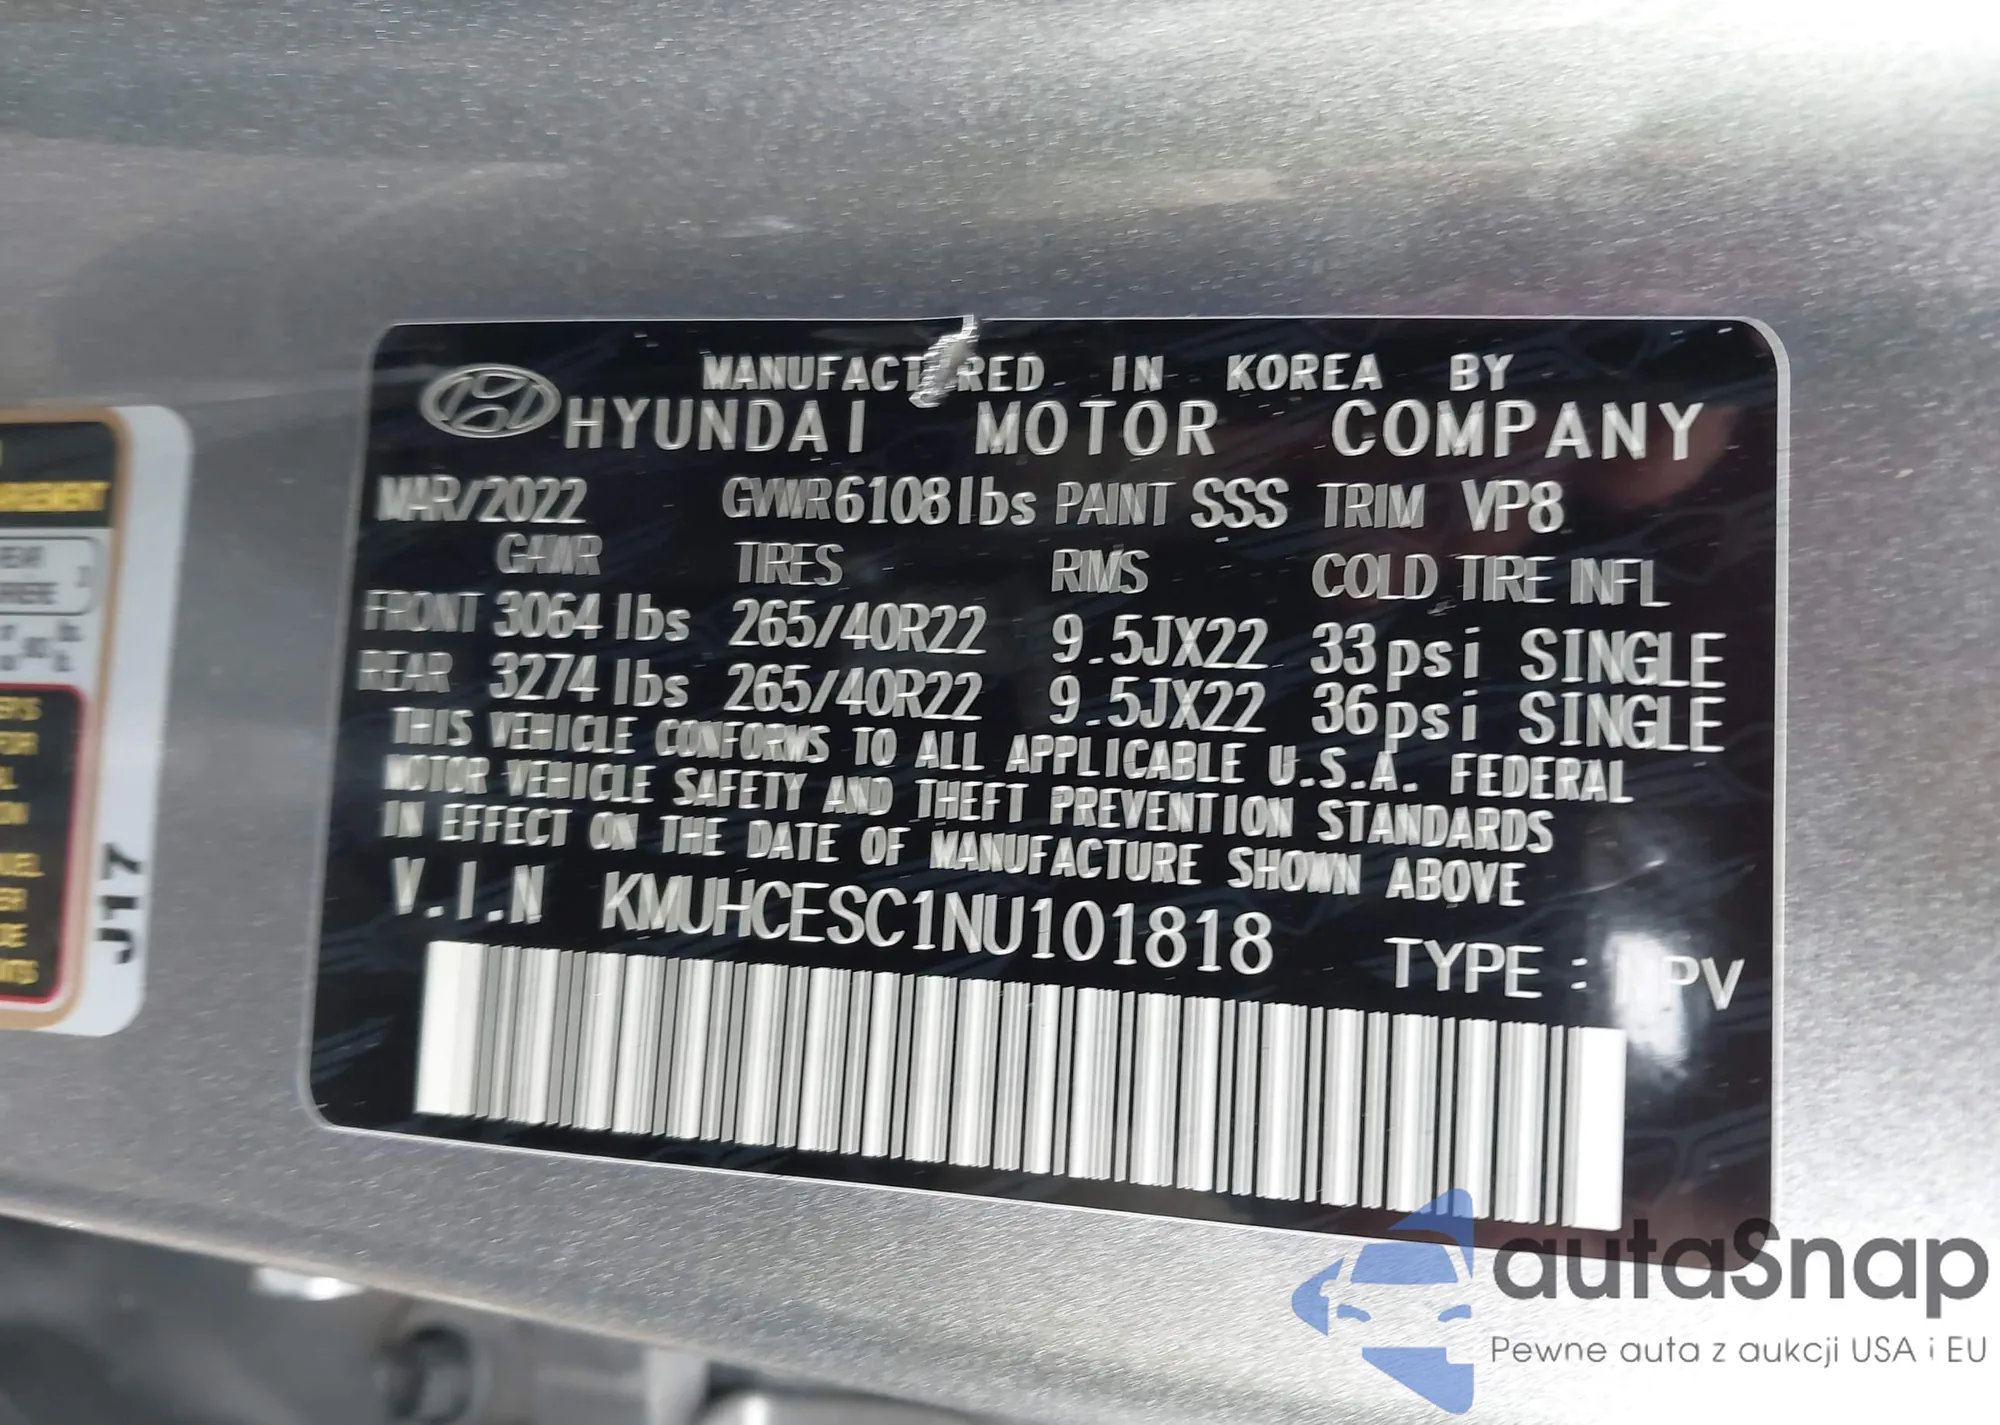 MANUFACTURED IN KOREA BY
HYUNDAI MOTOR COMPANY
MAR/2022 GVWR6108lbs PAINT SSS TRIM VP8
GAWR TIRES RIMS COLD TIRE INFL
FRONT 3064 lbs 265/40R22 9.5JX22 33psi SINGLE
REAR 3274 lbs 265/40R22 9.5JX22 36psi SINGLE
THIS VEHICLE CONFORMS TO ALL APPLICABLE U.S.A. FEDERAL
MOTOR VEHICLE SAFETY AND THEFT PREVENTION STANDARDS
IN EFFECT ON THE DATE OF MANUFACTURE SHOWN ABOVE
V.I.N KMUHCESC1NU101818 TYPE : MPV
J17
autaSnap
Pewne auta z aukcji USA i EU